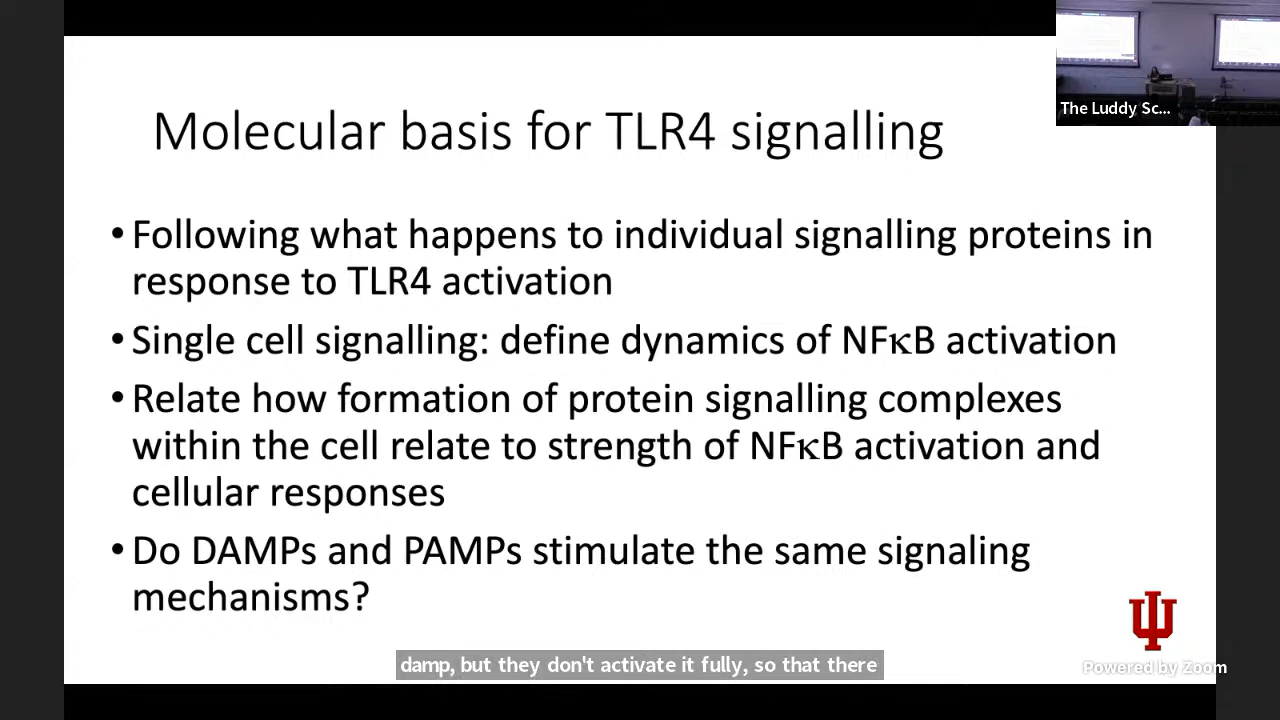 The Luddy Sc...
Molecular basis for TLR4 signalling
•Following what happens to individual signalling proteins in
response to TLR4 activation
•Single cell signalling: define dynamics of NFκB activation
•Relate how formation of protein signalling complexes
within the cell relate to strength of NFκB activation and
cellular responses
•Do DAMPs and PAMPs stimulate the same signaling
mechanisms?
damp, but they don't activate it fully, so that there
Powered by Zoom